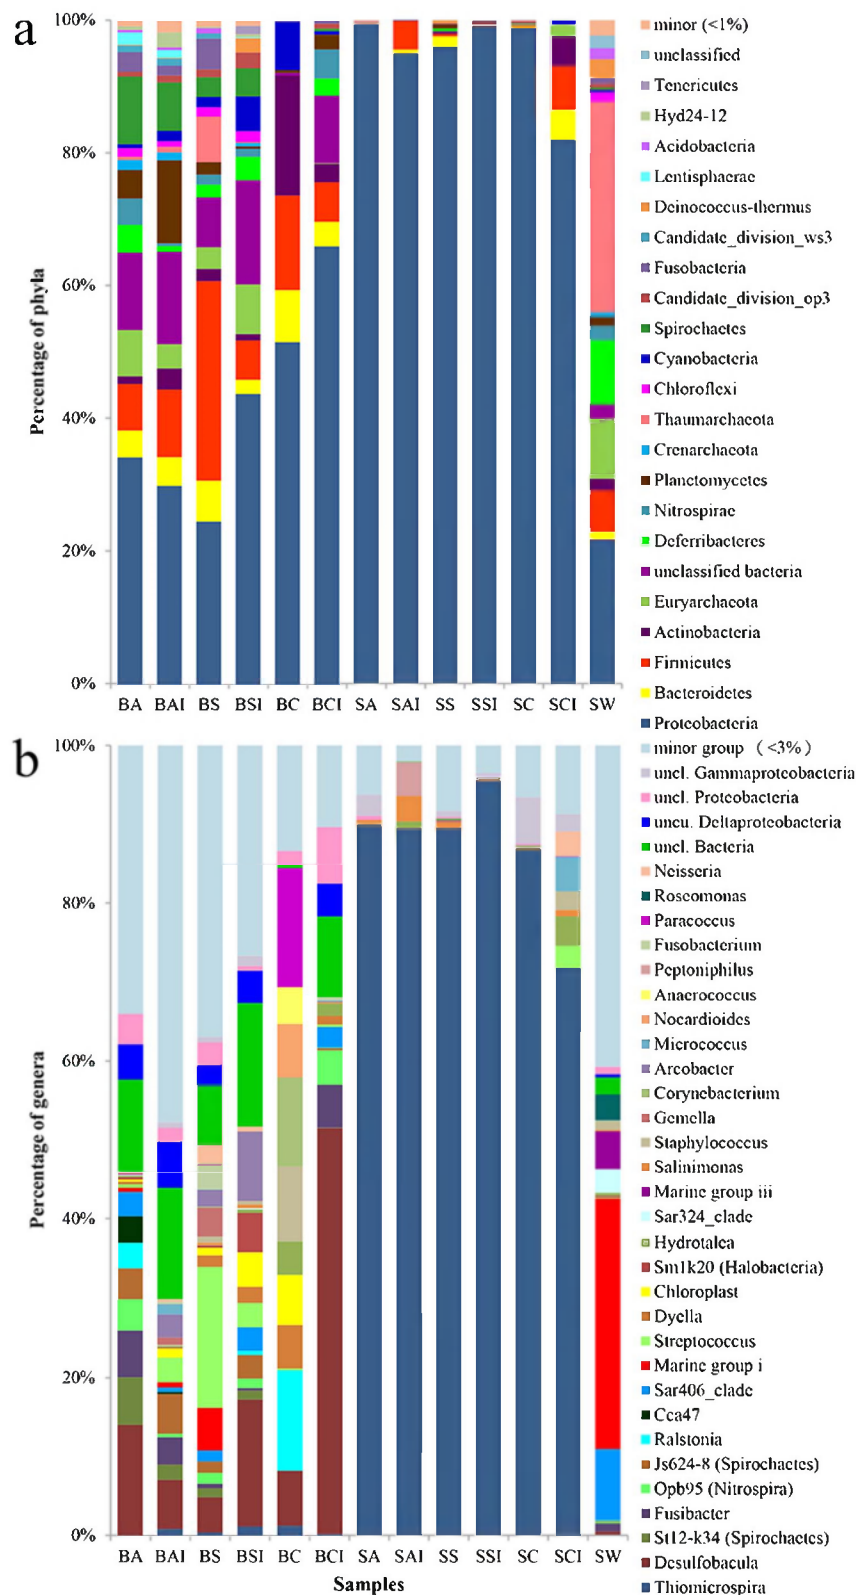 a
100%
80%
60%
40%
20%
0%
Percentage of phyla
BA BAI BS BSI BC BCI SA SAI SS SSI SC SCI SW
minor (<1%)
unclassified
Tenericutes
Hyd24-12
Acidobacteria
Lentisphaerae
Deinococcus-thermus
Candidate_division_ws3
Fusobacteria
Candidate_division_op3
Spirochaetes
Cyanobacteria
Chloroflexi
Thaumarchaeota
Crenarchaeota
Planctomycetes
Nitrospirae
Deferribacteres
unclassified bacteria
Euryarchaeota
Actinobacteria
Firmicutes
Bacteroidetes
Proteobacteria
b
100%
80%
60%
40%
20%
0%
Percentage of genera
BA BAI BS BSI BC BCI SA SAI SS SSI SC SCI SW
Samples
minor group （<3%）
uncl. Gammaproteobacteria
uncl. Proteobacteria
uncu. Deltaproteobacteria
uncl. Bacteria
Neisseria
Roseomonas
Paracoccus
Fusobacterium
Peptoniphilus
Anaerococcus
Nocardioides
Micrococcus
Arcobacter
Corynebacterium
Gemella
Staphylococcus
Salinimonas
Marine group iii
Sar324_clade
Hydrotalea
Sm1k20 (Halobacteria)
Chloroplast
Dyella
Streptococcus
Marine group i
Sar406_clade
Cca47
Ralstonia
Js624-8 (Spirochaetes)
Opb95 (Nitrospira)
Fusibacter
St12-k34 (Spirochaetes)
Desulfobacula
Thiomicrospira